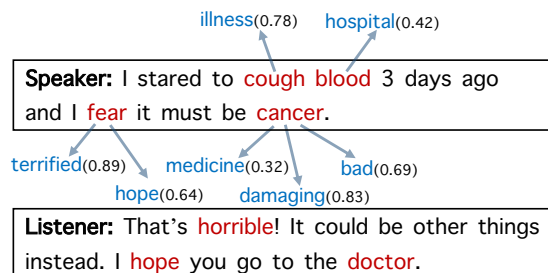 illness(0.78) hospital(0.42)
Speaker: I stared to cough blood 3 days ago
and I fear it must be cancer.
terrified(0.89) medicine(0.32) bad(0.69)
hope(0.64) damaging(0.83)
Listener: That's horrible! It could be other things
instead. I hope you go to the doctor.